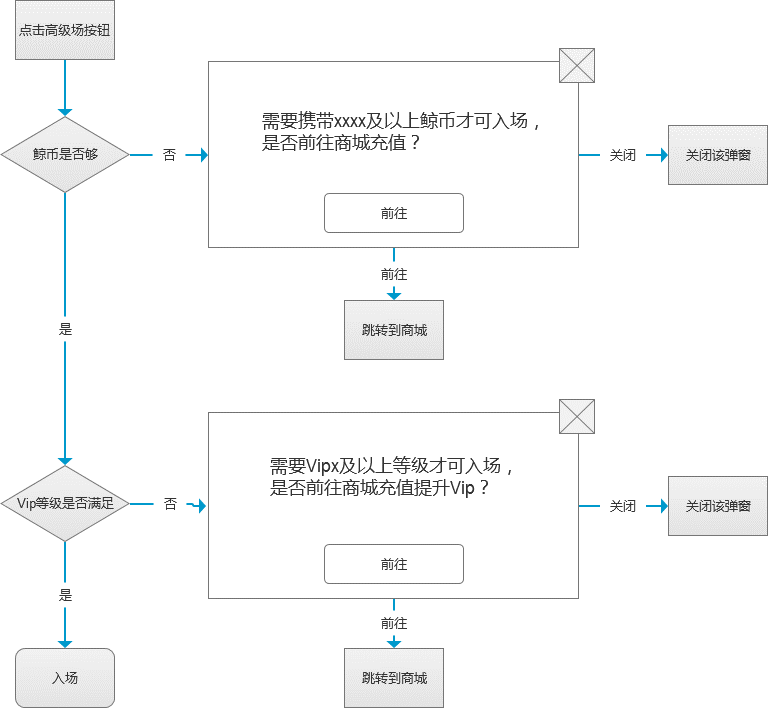 点击高级场按钮
鲸币是否够
否
需要携带xxxx及以上鲸币才可入场，
是否前往商城充值？
前往
关闭
关闭该弹窗
前往
跳转到商城
是
Vip等级是否满足
否
需要Vipx及以上等级才可入场，
是否前往商城充值提升Vip？
前往
关闭
关闭该弹窗
前往
跳转到商城
是
入场